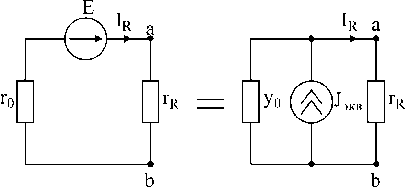 E
I_R
a
r_0
r_R
b
=
I_R
a
y_0
J_экв
r_R
b